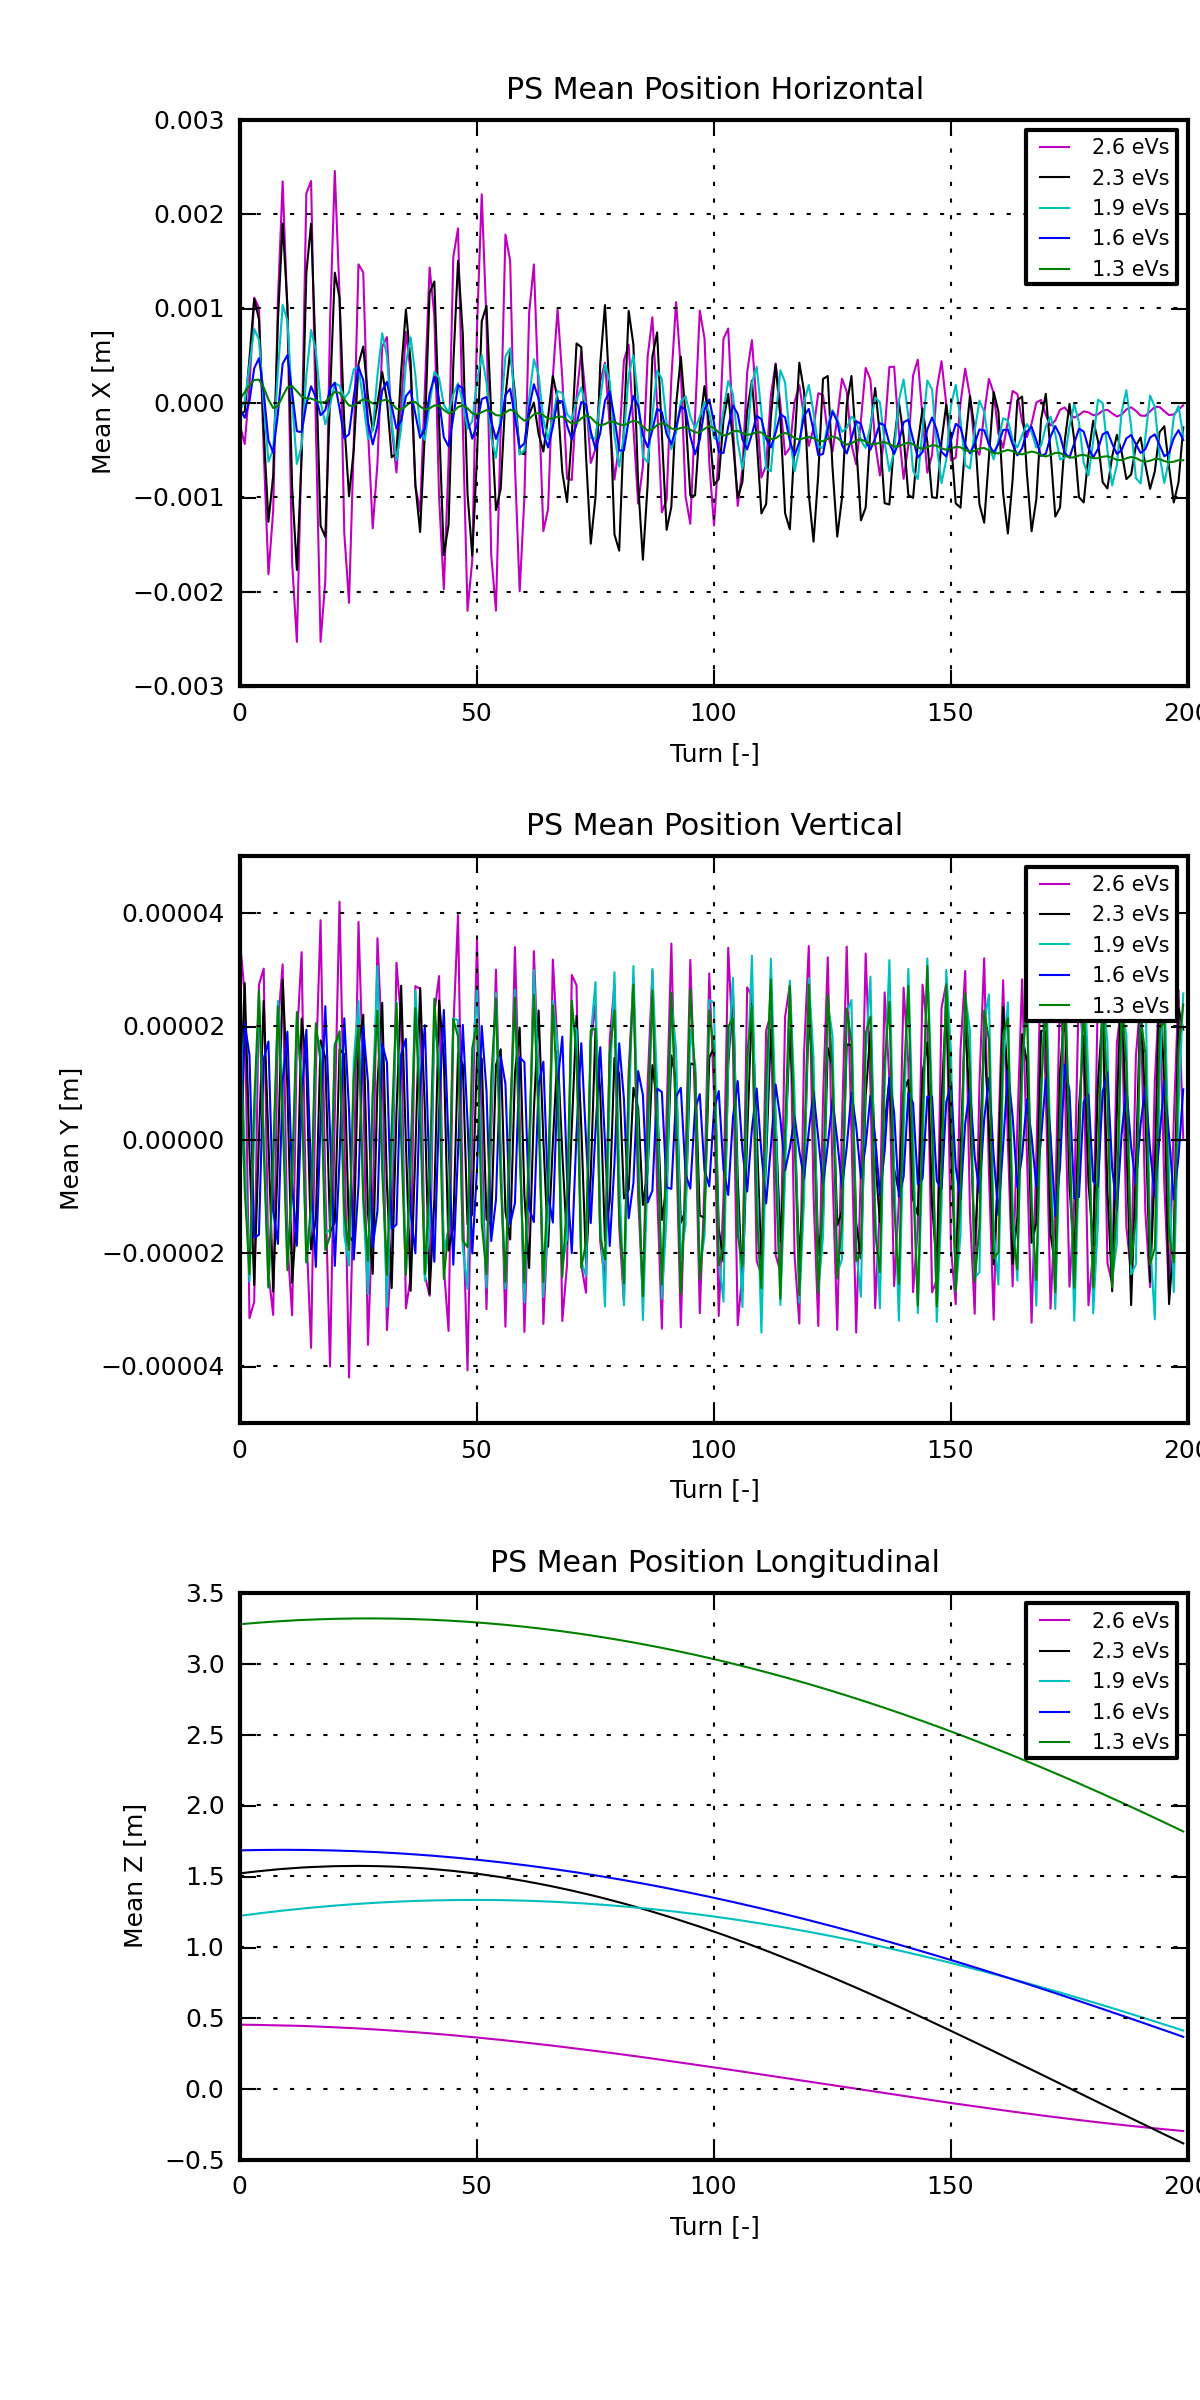 PS Mean Position Horizontal
0.003
0.002
0.001
0.000
−0.001
−0.002
−0.003
Mean X [m]
2.6 eVs
2.3 eVs
1.9 eVs
1.6 eVs
1.3 eVs
0 50 100 150 200
Turn [-]
PS Mean Position Vertical
0.00004
0.00002
0.00000
−0.00002
−0.00004
Mean Y [m]
2.6 eVs
2.3 eVs
1.9 eVs
1.6 eVs
1.3 eVs
0 50 100 150 200
Turn [-]
PS Mean Position Longitudinal
3.5
3.0
2.5
2.0
1.5
1.0
0.5
0.0
−0.5
Mean Z [m]
2.6 eVs
2.3 eVs
1.9 eVs
1.6 eVs
1.3 eVs
0 50 100 150 200
Turn [-]